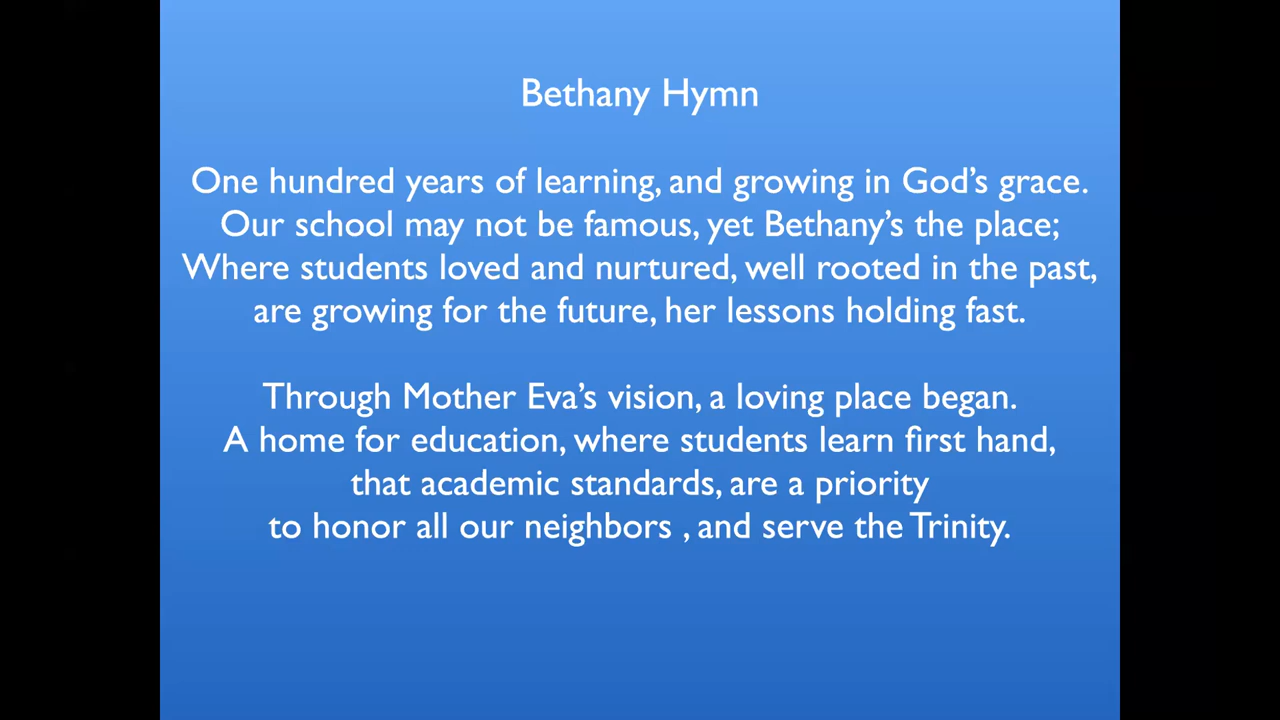 Bethany Hymn
One hundred years of learning, and growing in God’s grace.
Our school may not be famous, yet Bethany’s the place;
Where students loved and nurtured, well rooted in the past,
are growing for the future, her lessons holding fast.
Through Mother Eva’s vision, a loving place began.
A home for education, where students learn first hand,
that academic standards, are a priority
to honor all our neighbors , and serve the Trinity.